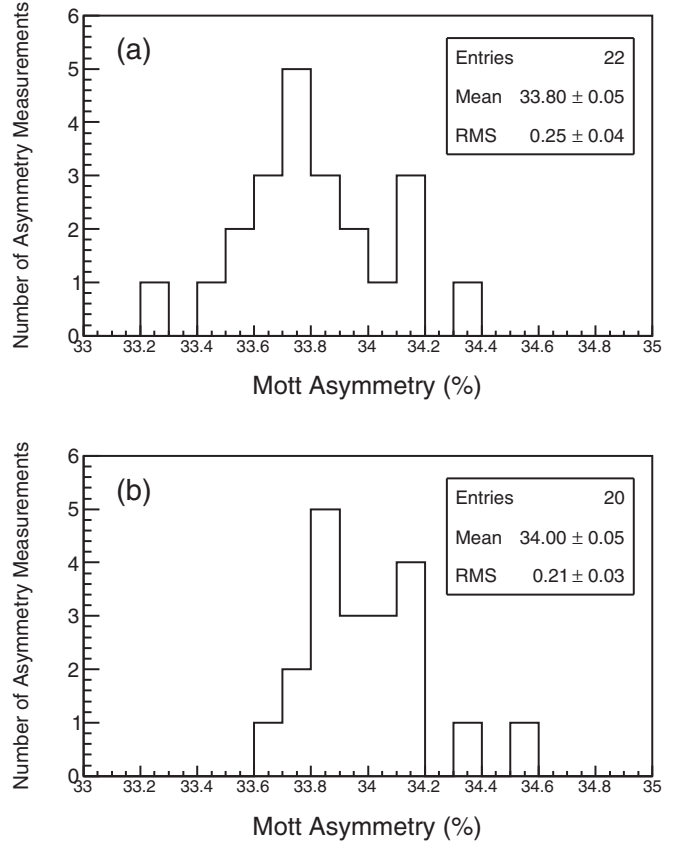 Number of Asymmetry Measurements
6
5
4
3
2
1
0
(a)
Entries 22
Mean 33.80 ± 0.05
RMS 0.25 ± 0.04
33 33.2 33.4 33.6 33.8 34 34.2 34.4 34.6 34.8 35
Mott Asymmetry (%)
Number of Asymmetry Measurements
6
5
4
3
2
1
0
(b)
Entries 20
Mean 34.00 ± 0.05
RMS 0.21 ± 0.03
33 33.2 33.4 33.6 33.8 34 34.2 34.4 34.6 34.8 35
Mott Asymmetry (%)